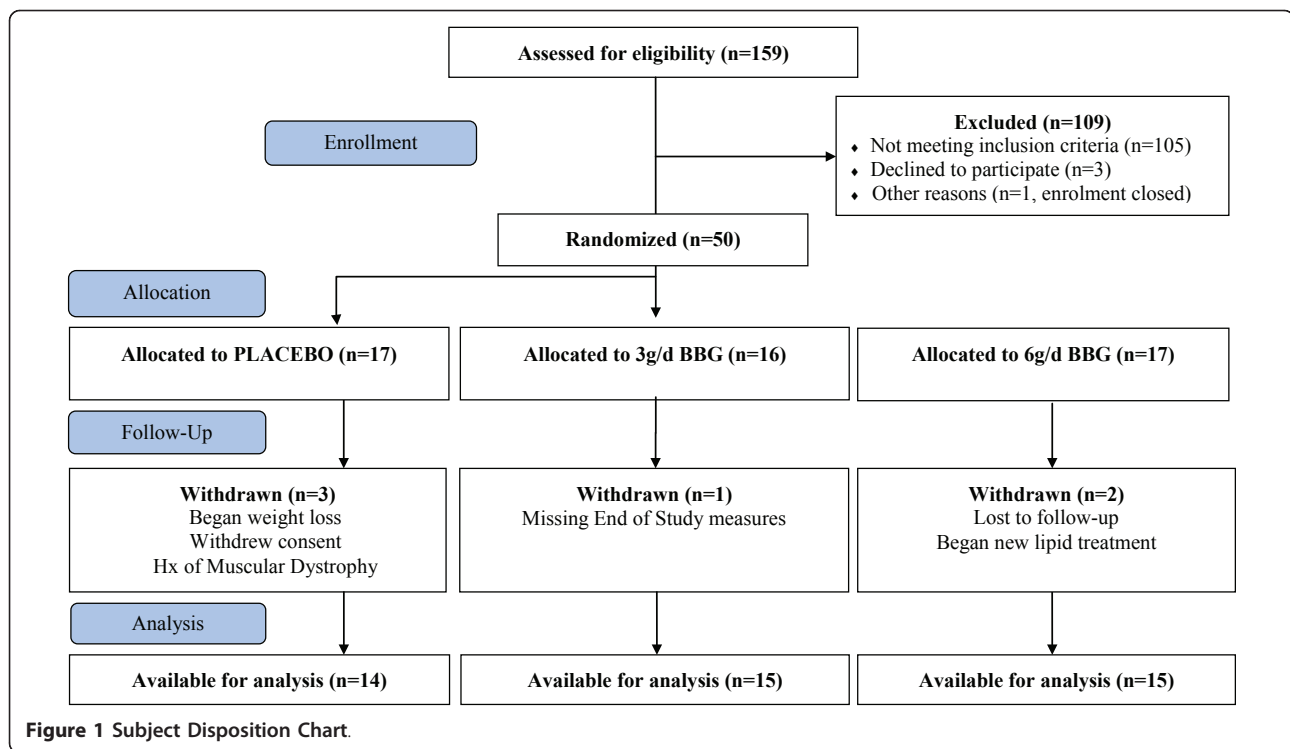 Assessed for eligibility (n=159)
Enrollment
Excluded (n=109)
♦ Not meeting inclusion criteria (n=105)
♦ Declined to participate (n=3)
♦ Other reasons (n=1, enrolment closed)
Randomized (n=50)
Allocation
Allocated to PLACEBO (n=17)
Allocated to 3g/d BBG (n=16)
Allocated to 6g/d BBG (n=17)
Follow-Up
Withdrawn (n=3)
Began weight loss
Withdrew consent
Hx of Muscular Dystrophy
Withdrawn (n=1)
Missing End of Study measures
Withdrawn (n=2)
Lost to follow-up
Began new lipid treatment
Analysis
Available for analysis (n=14)
Available for analysis (n=15)
Available for analysis (n=15)
Figure 1 Subject Disposition Chart.